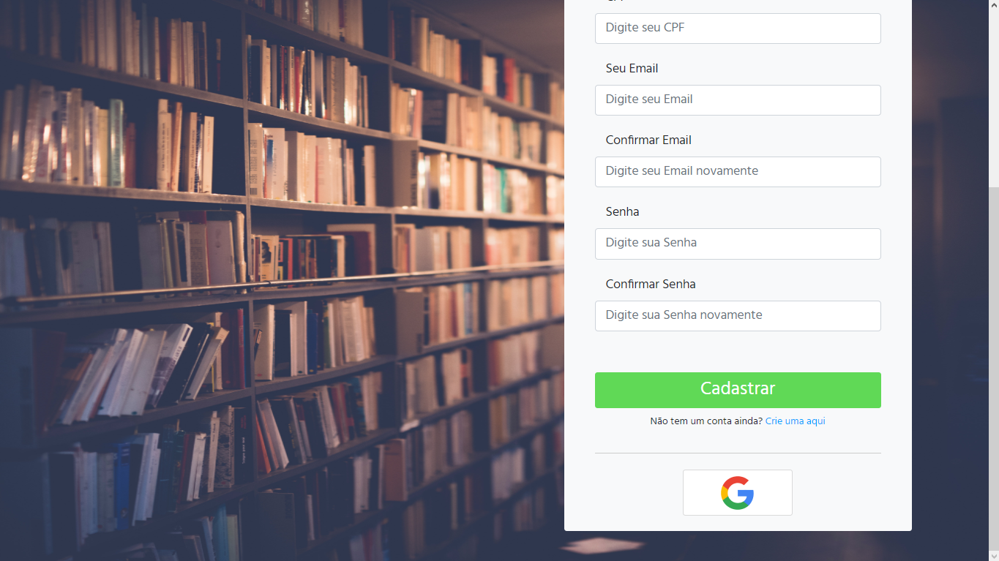 Digite seu CPF
Seu Email
Digite seu Email
Confirmar Email
Digite seu Email novamente
Senha
Digite sua Senha
Confirmar Senha
Digite sua Senha novamente
Cadastrar
Não tem um conta ainda? Crie uma aqui